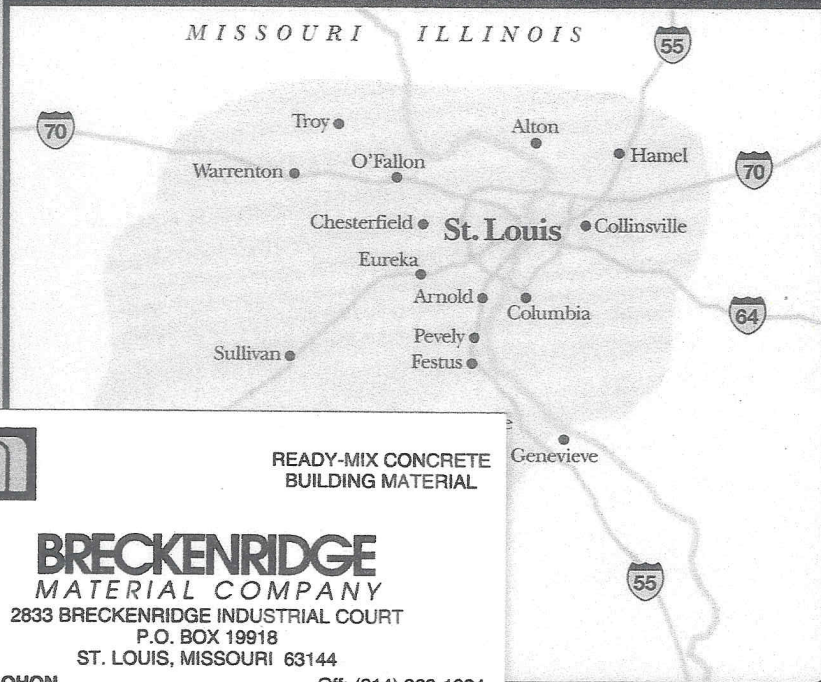 MISSOURI ILLINOIS
55
70
Troy
Alton
Hamel
70
Warrenton
O'Fallon
Chesterfield
St. Louis
Collinsville
Eureka
Arnold
Columbia
64
Pevely
Sullivan
Festus
Genevieve
55
READY-MIX CONCRETE
BUILDING MATERIAL
BRECKENRIDGE
MATERIAL COMPANY
2833 BRECKENRIDGE INDUSTRIAL COURT
P.O. BOX 19918
ST. LOUIS, MISSOURI 63144